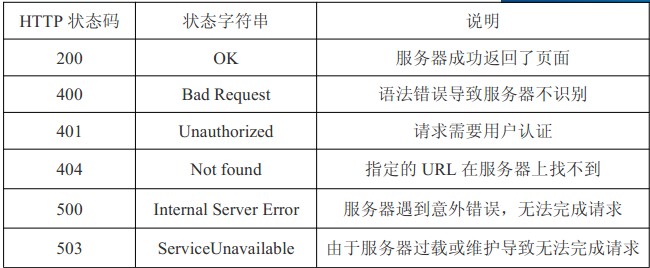 HTTP 状态码 状态字符串 说明
200 OK 服务器成功返回了页面
400 Bad Request 语法错误导致服务器不识别
401 Unauthorized 请求需要用户认证
404 Not found 指定的 URL 在服务器上找不到
500 Internal Server Error 服务器遇到意外错误，无法完成请求
503 ServiceUnavailable 由于服务器过载或维护导致无法完成请求